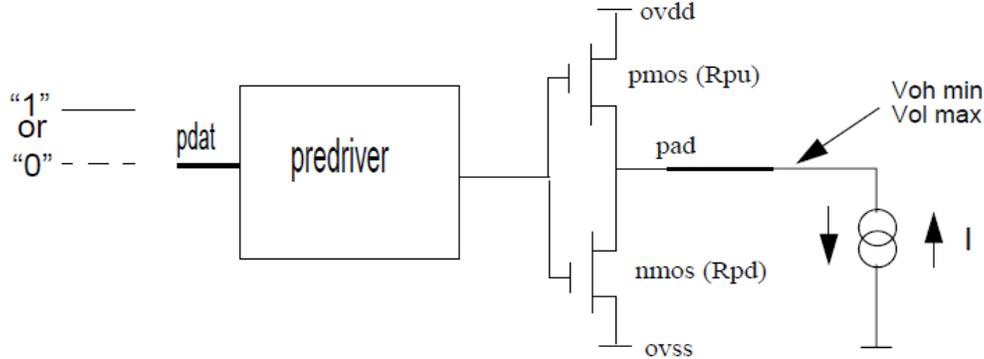 ovdd
pmos (Rpu)
“1”
or
“0”
pdat
predriver
pad
Voh min
Vol max
I
nmos (Rpd)
ovss